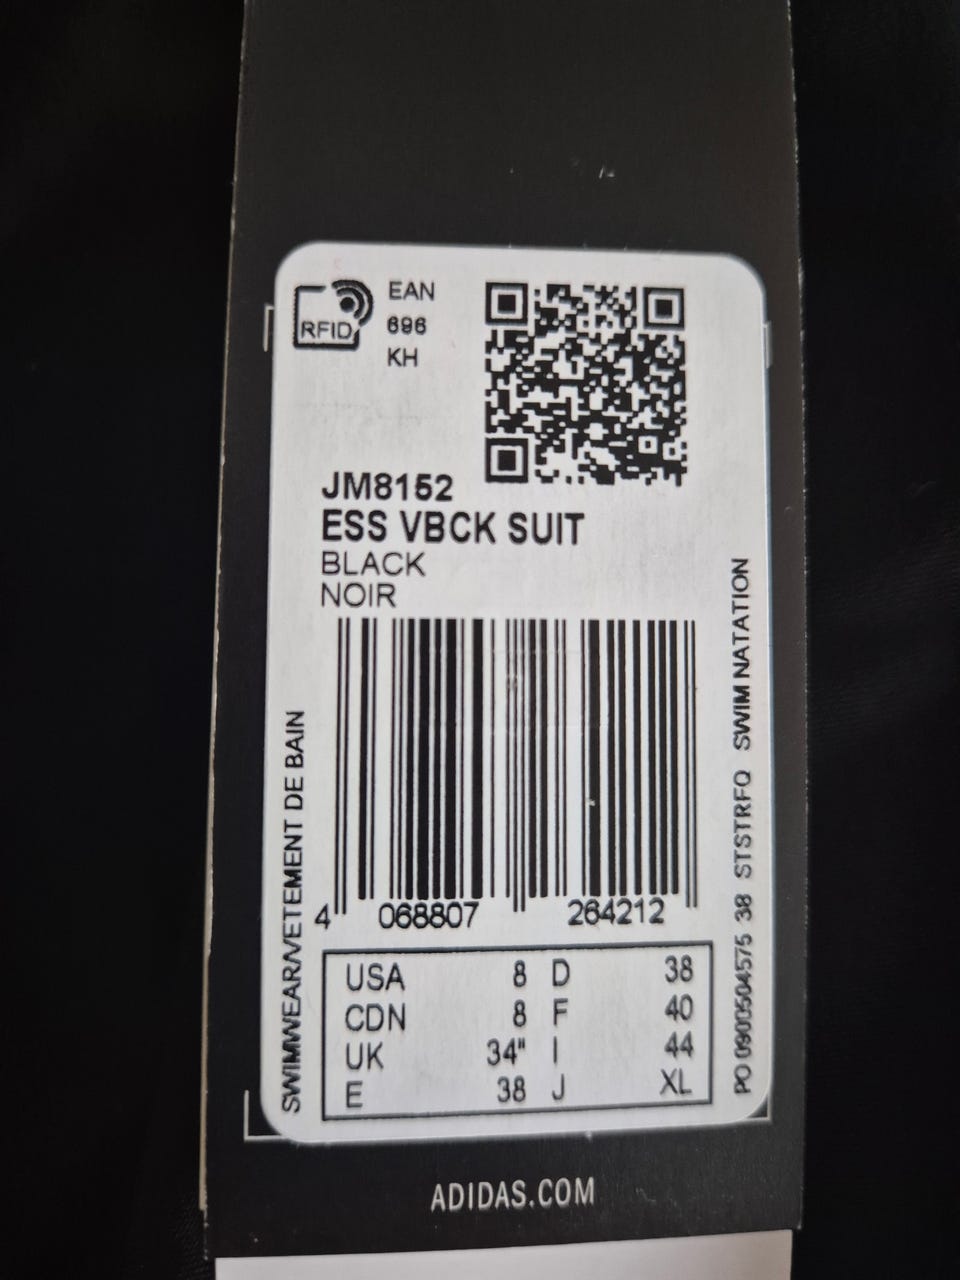 RFID
EAN
696
KH
JM8152
ESS VBCK SUIT
BLACK
NOIR
4 068807 264212
USA 8 D 38
CDN 8 F 40
UK 34" I 44
E 38 J XL
SWIMWEAR/VETEMENT DE BAIN
PO 0900504575 38 STSTRFQ SWIM NATATION
ADIDAS.COM